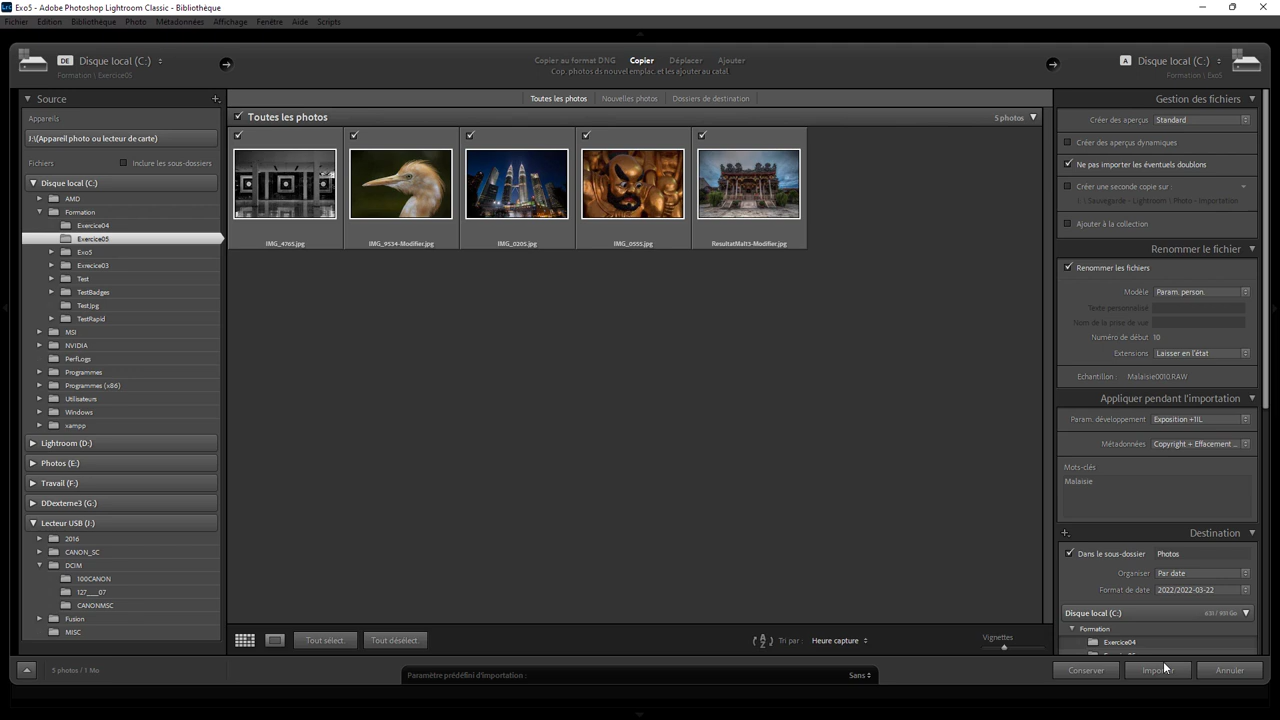 Exo5 - Adobe Photoshop Lightroom Classic - Bibliothèque
Fichier Edition Bibliothèque Photo Métadonnées Affichage Fenêtre Aide Scripts
DE Disque local (C:)
Formation \ Exercice05
Copier au format DNG Copier Déplacer Ajouter
Cop. photos ds nouvel emplac. et les ajouter au catal.
A Disque local (C:)
Formation \ Exo5
Source
Appareils
J:\(Appareil photo ou lecteur de carte)
Fichiers Inclure les sous-dossiers
Disque local (C:)
AMD
Formation
Exercice04
Exercice05
Exo5
Exrecice03
Test
TestBadges
Test.jpg
TestRapid
MSI
NVIDIA
PerfLogs
Programmes
Programmes (x86)
Utilisateurs
Windows
xampp
Lightroom (D:)
Photos (E:)
Travail (F:)
DDexterne3 (G:)
Lecteur USB (J:)
2016
CANON_SC
DCIM
100CANON
127___07
CANONMSC
Fusion
MISC
Toutes les photos Nouvelles photos Dossiers de destination
Toutes les photos 5 photos
IMG_4765.jpg
IMG_9534-Modifier.jpg
IMG_0205.jpg
IMG_0555.jpg
ResultatMalt3-Modifier.jpg
Gestion des fichiers
Créer des aperçus Standard
Créer des aperçus dynamiques
Ne pas importer les éventuels doublons
Créer une seconde copie sur :
I: \ Sauvegarde - Lightroom \ Photo - Importation
Ajouter à la collection
Renommer le fichier
Renommer les fichiers
Modèle Param. person.
Texte personnalisé
Nom de la prise de vue
Numéro de début 10
Extensions Laisser en l'état
Echantillon : Malaisie0010.RAW
Appliquer pendant l'importation
Param. développement Exposition +1IL
Métadonnées Copyright + Effacement ...
Mots-clés
Malaisie
Destination
Dans le sous-dossier Photos
Organiser Par date
Format de date 2022/2022-03-22
Disque local (C:) 631 / 931 Go
Formation
Exercice04
Tout sélect. Tout désélect. Tri par : Heure capture Vignettes
5 photos / 1 Mo
Paramètre prédéfini d'importation : Sans
Conserver Importer Annuler